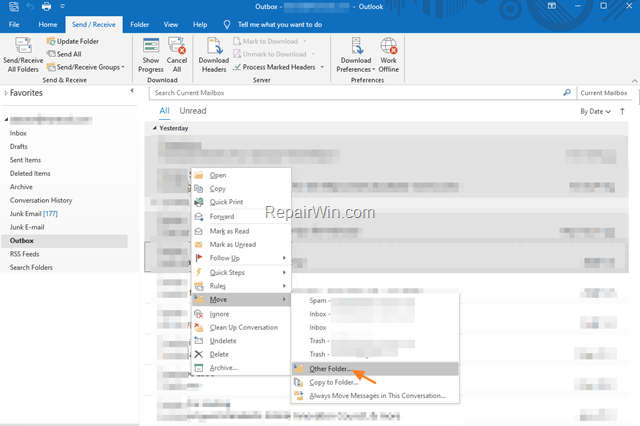 Outbox - - Outlook
File Home Send / Receive Folder View Help Tell me what you want to do
Send/Receive All Folders
Update Folder
Send All
Send/Receive Groups
Send & Receive
Show Progress
Cancel All
Download
Download Headers
Mark to Download
Unmark to Download
Process Marked Headers
Server
Download Preferences
Work Offline
Preferences
Favorites
Inbox
Drafts
Sent Items
Deleted Items
Archive
Conversation History
Junk Email [177]
Junk E-mail
Outbox
RSS Feeds
Search Folders
Search Current Mailbox Current Mailbox
All Unread By Date
Yesterday
RepairWin.com
Open
Copy
Quick Print
Forward
Mark as Read
Mark as Unread
Follow Up
Quick Steps
Rules
Move
Ignore
Clean Up Conversation
Undelete
Delete
Archive...
Spam -
Inbox -
Inbox
Trash -
Trash -
Other Folder...
Copy to Folder...
Always Move Messages in This Conversation...